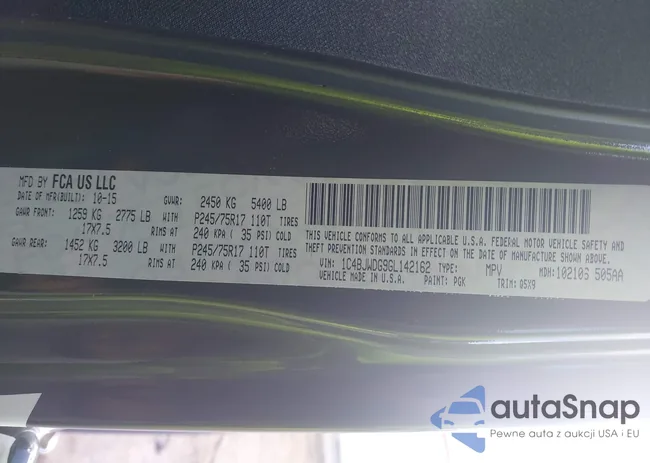 MFD BY FCA US LLC
DATE OF MFR(BUILT): 10-15 GVWR: 2450 KG 5400 LB
GAWR FRONT: 1259 KG 2775 LB WITH P245/75R17 110T TIRES
17X7.5 RIMS AT 240 KPA ( 35 PSI) COLD
GAWR REAR: 1452 KG 3200 LB WITH P245/75R17 110T TIRES
17X7.5 RIMS AT 240 KPA ( 35 PSI) COLD
THIS VEHICLE CONFORMS TO ALL APPLICABLE U.S.A. FEDERAL MOTOR VEHICLE SAFETY AND
THEFT PREVENTION STANDARDS IN EFFECT ON THE DATE OF MANUFACTURE SHOWN ABOVE.
VIN: 1C4BJWDG9GL142162 TYPE: MPV MDH: 102103 505AA
VEHICLE MADE IN U.S.A. PAINT: PGK TRIM: Q5X9
autaSnap
Pewne auta z aukcji USA i EU